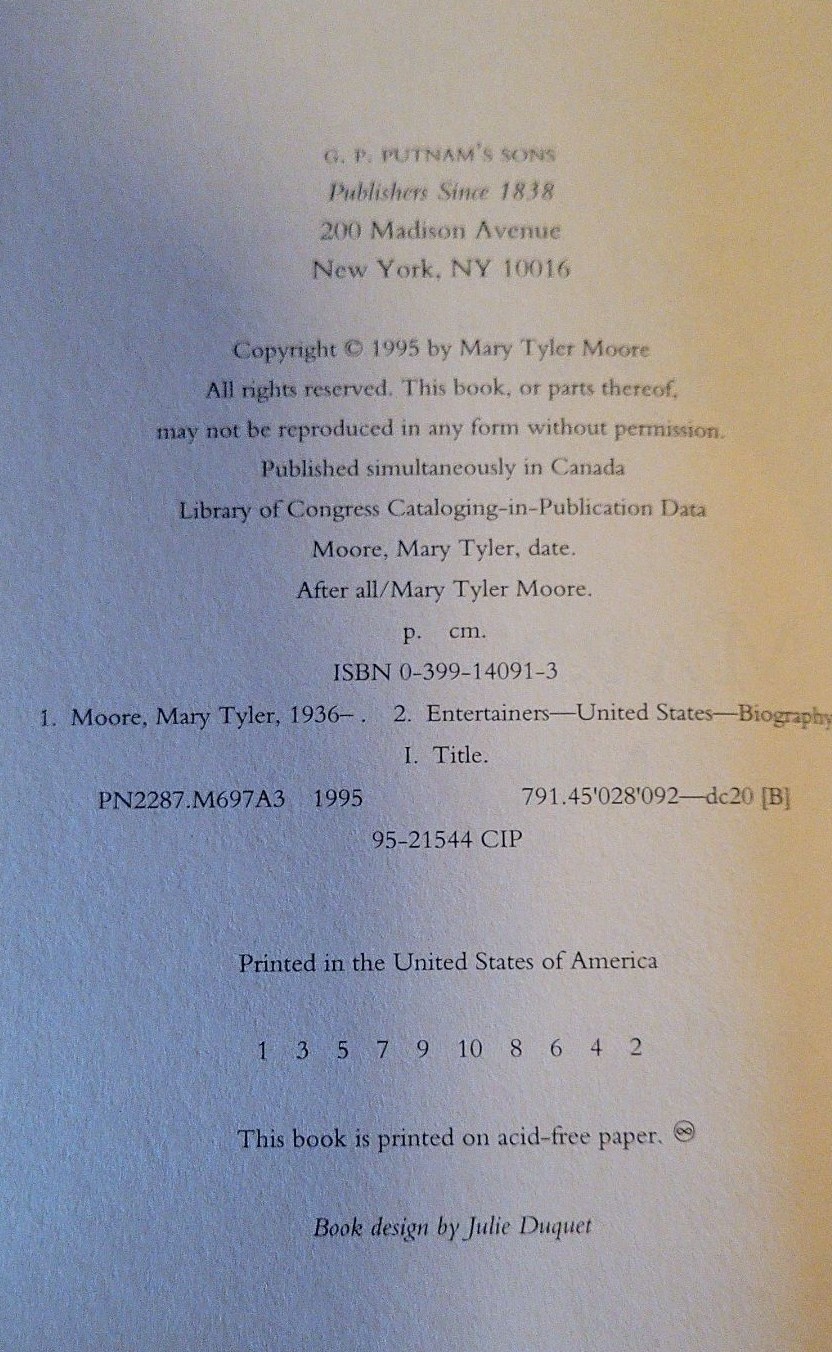 G. P. PUTNAM'S SONS
Publishers Since 1838
200 Madison Avenue
New York, NY 10016
Copyright © 1995 by Mary Tyler Moore
All rights reserved. This book, or parts thereof,
may not be reproduced in any form without permission.
Published simultaneously in Canada
Library of Congress Cataloging-in-Publication Data
Moore, Mary Tyler, date.
After all/Mary Tyler Moore.
p. cm.
ISBN 0-399-14091-3
1. Moore, Mary Tyler, 1936– . 2. Entertainers—United States—Biography
I. Title.
PN2287.M697A3 1995 791.45'028'092—dc20 [B]
95-21544 CIP
Printed in the United States of America
1 3 5 7 9 10 8 6 4 2
This book is printed on acid-free paper. ♾
Book design by Julie Duquet